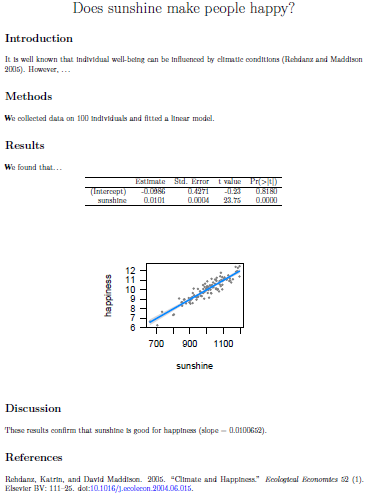 Does sunshine make people happy?
Introduction
It is well known that individual well-being can be influenced by climatic conditions (Rehdanz and Maddison
2005). However, ...
Methods
We collected data on 100 individuals and fitted a linear model.
Results
We found that...
Estimate Std. Error t value Pr(>|t|)
(Intercept) -0.0986 0.4271 -0.23 0.8180
sunshine 0.0101 0.0004 23.75 0.0000
happiness
12
11
10
9
8
7
6
700 900 1100
sunshine
Discussion
These results confirm that sunshine is good for happiness (slope = 0.0100652).
References
Rehdanz, Katrin, and David Maddison. 2005. “Climate and Happiness.” Ecological Economics 52 (1).
Elsevier BV: 111–25. doi:10.1016/j.ecolecon.2004.06.015.